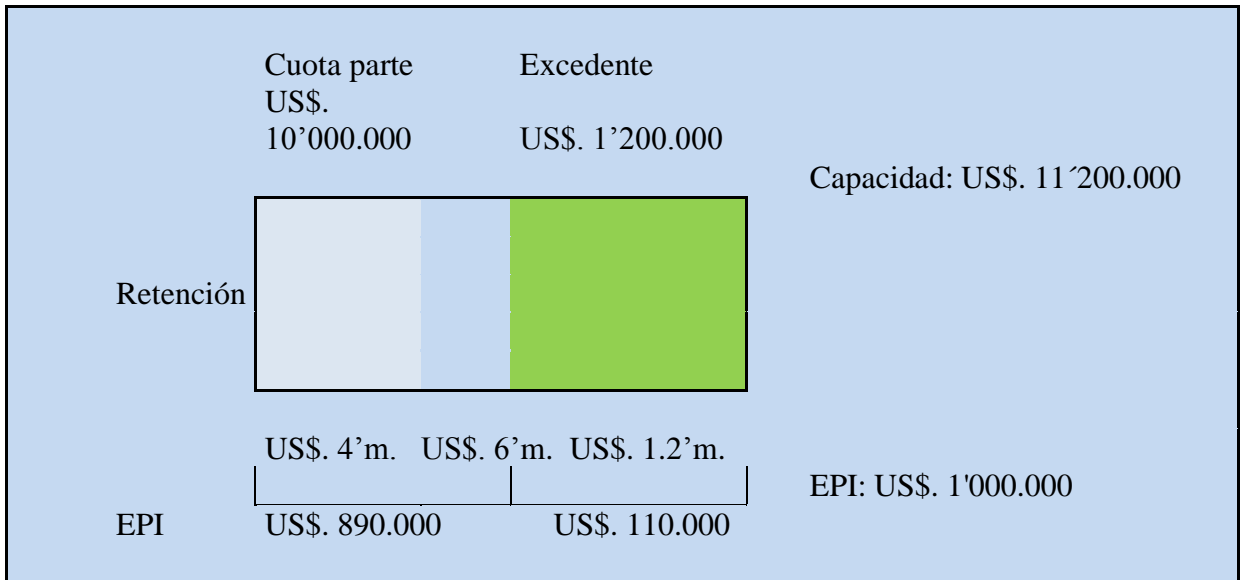 Cuota parte Excedente
US$.
10’000.000 US$. 1’200.000
Capacidad: US$. 11´200.000
Retención
US$. 4’m. US$. 6’m. US$. 1.2’m.
EPI: US$. 1'000.000
EPI US$. 890.000 US$. 110.000